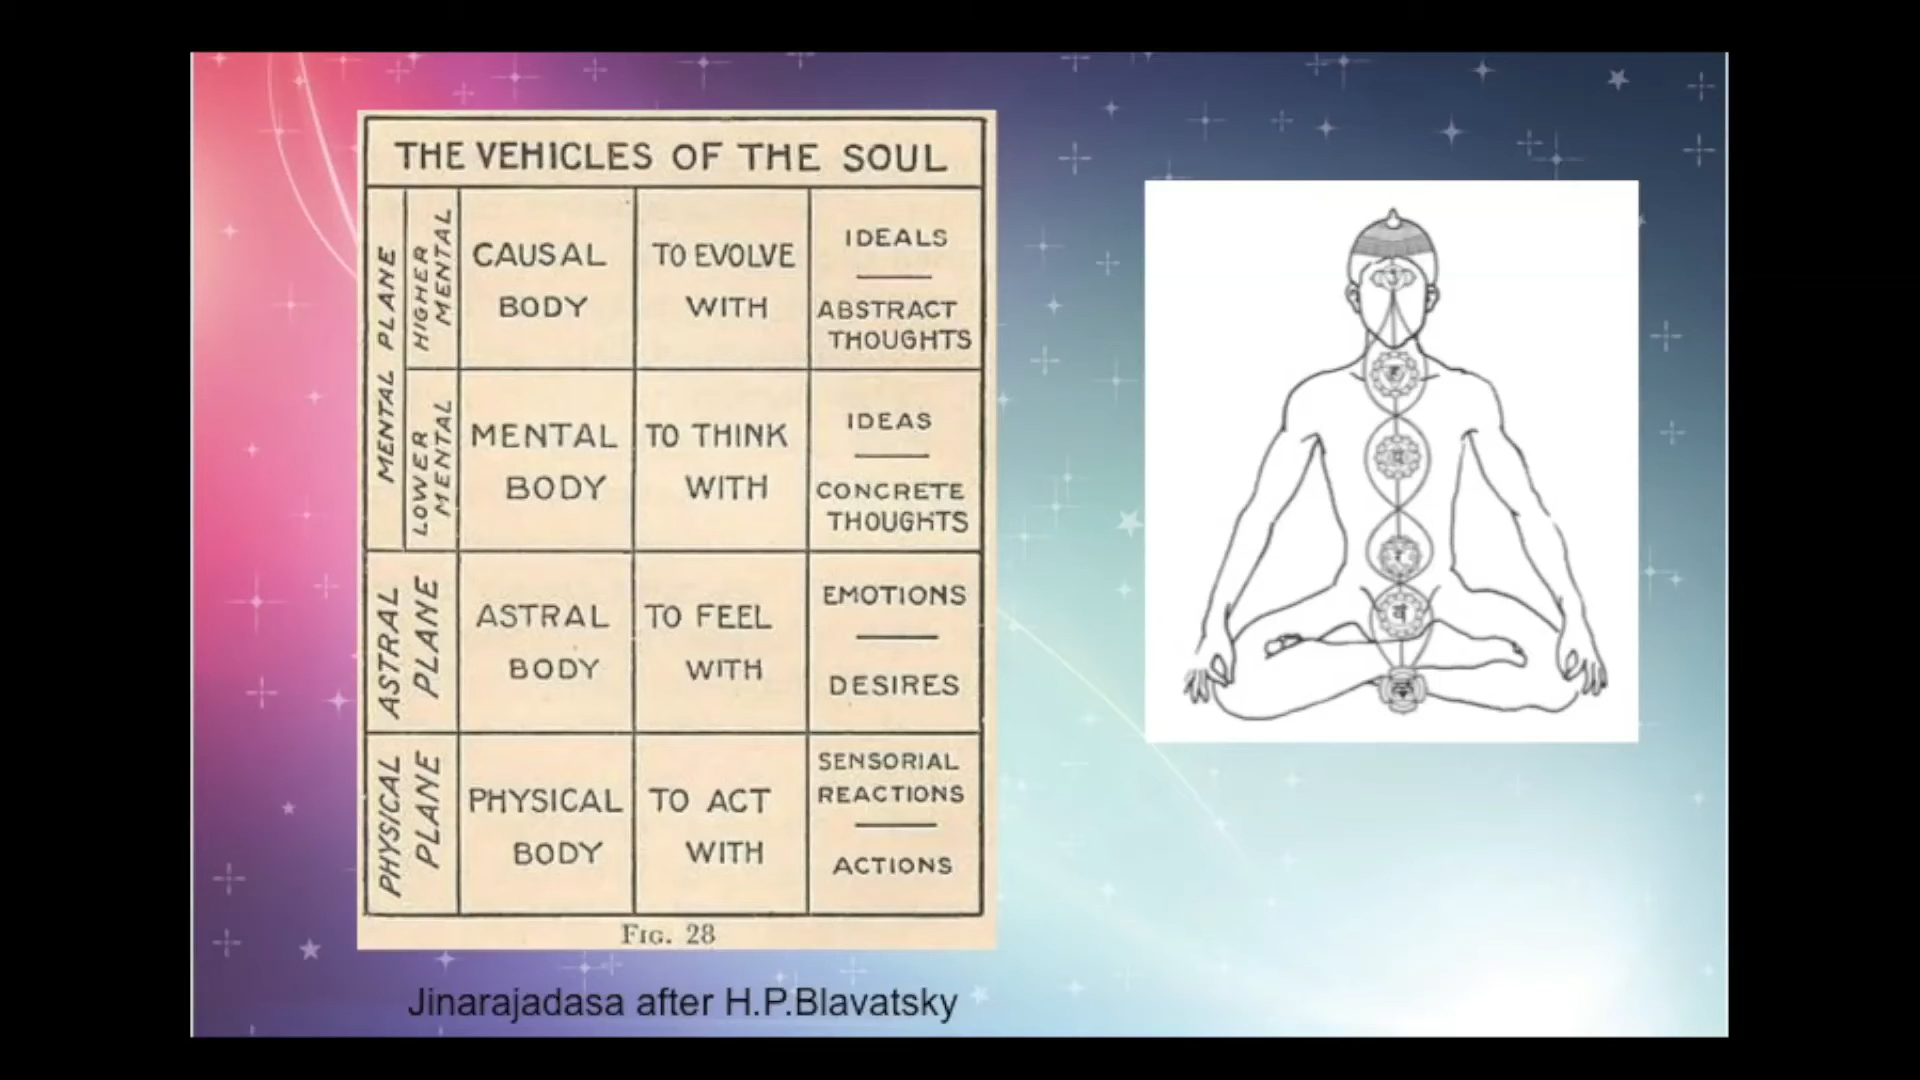 THE VEHICLES OF THE SOUL
MENTAL PLANE
HIGHER
MENTAL
CAUSAL
BODY
TO EVOLVE
WITH
IDEALS
ABSTRACT
THOUGHTS
LOWER
MENTAL
MENTAL
BODY
TO THINK
WITH
IDEAS
CONCRETE
THOUGHTS
ASTRAL
PLANE
ASTRAL
BODY
TO FEEL
WITH
EMOTIONS
DESIRES
PHYSICAL
PLANE
PHYSICAL
BODY
TO ACT
WITH
SENSORIAL
REACTIONS
ACTIONS
FIG. 28
Jinarajadasa after H.P.Blavatsky